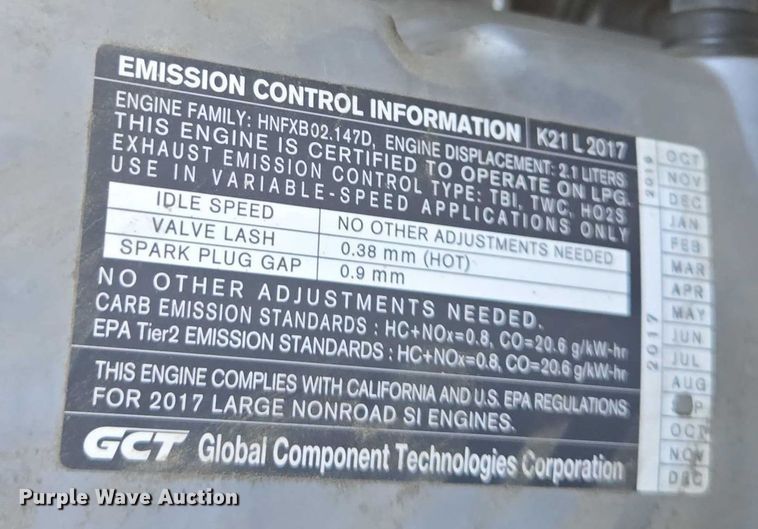 EMISSION CONTROL INFORMATION K21 L 2017
ENGINE FAMILY: HNFXB02.147D, ENGINE DISPLACEMENT: 2.1 LITERS
THIS ENGINE IS CERTIFIED TO OPERATE ON LPG.
EXHAUST EMISSION CONTROL TYPE: TBI, TWC, HO2S
USE IN VARIABLE-SPEED APPLICATIONS ONLY
IDLE SPEED NO OTHER ADJUSTMENTS NEEDED
VALVE LASH 0.38 mm (HOT)
SPARK PLUG GAP 0.9 mm
NO OTHER ADJUSTMENTS NEEDED.
CARB EMISSION STANDARDS : HC+NOx=0.8, CO=20.6 g/kW-hr
EPA Tier2 EMISSION STANDARDS : HC+NOx=0.8, CO=20.6 g/kW-hr
THIS ENGINE COMPLIES WITH CALIFORNIA AND U.S. EPA REGULATIONS
FOR 2017 LARGE NONROAD SI ENGINES.
GCT Global Component Technologies Corporation
OCT
NOV
DEC
JAN
FEB
MAR
APR
MAY
JUN
JUL
AUG
OCT
NOV
DEC
2017
Purple Wave Auction